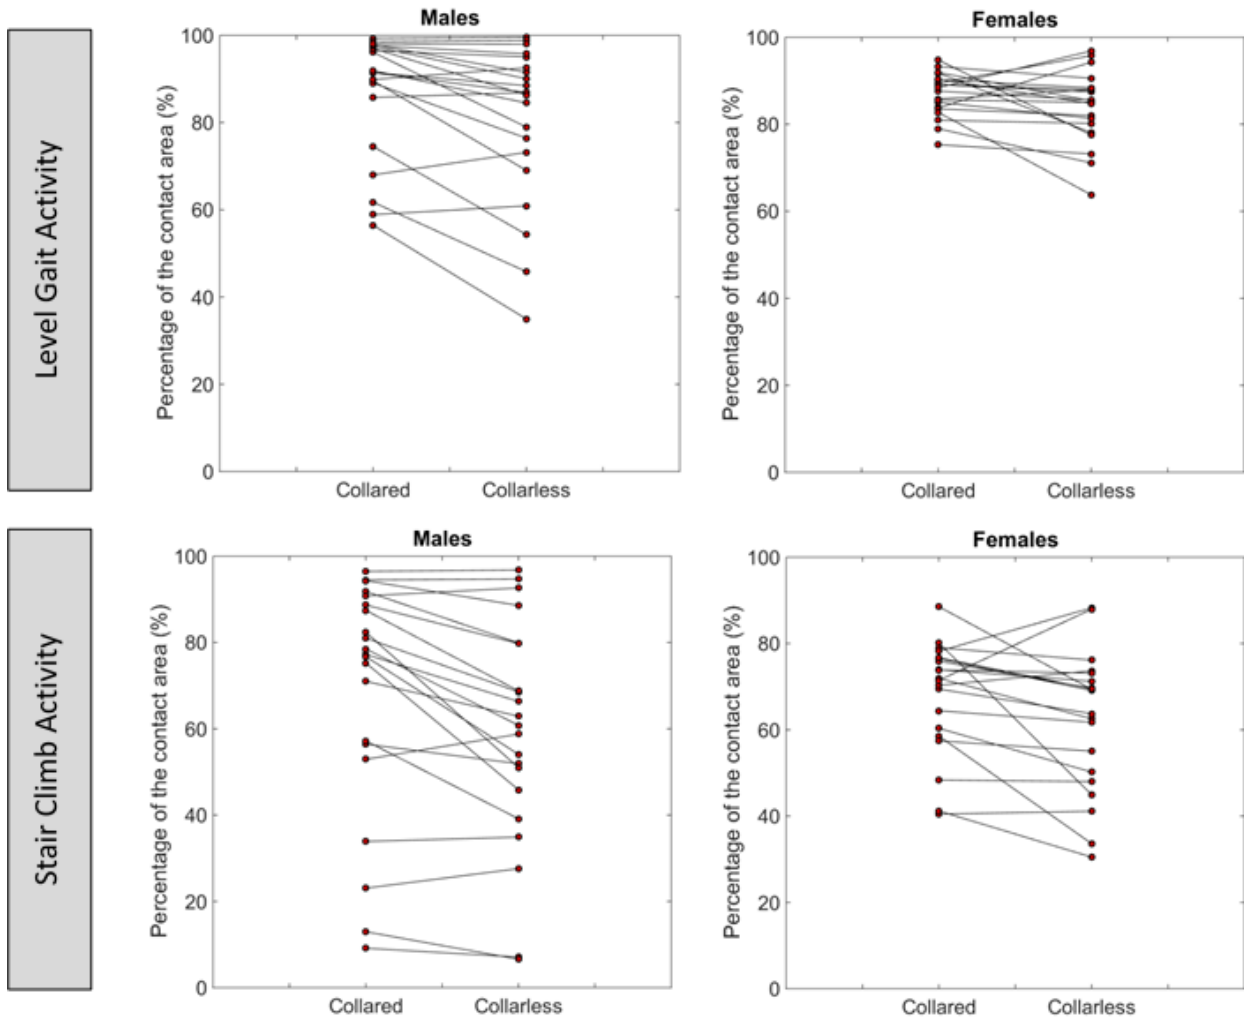 Level Gait Activity
Males
Percentage of the contact area (%)
100
80
60
40
20
0
Collared Collarless
Females
Percentage of the contact area (%)
100
80
60
40
20
0
Collared Collarless
Stair Climb Activity
Males
Percentage of the contact area (%)
100
80
60
40
20
0
Collared Collarless
Females
Percentage of the contact area (%)
100
80
60
40
20
0
Collared Collarless